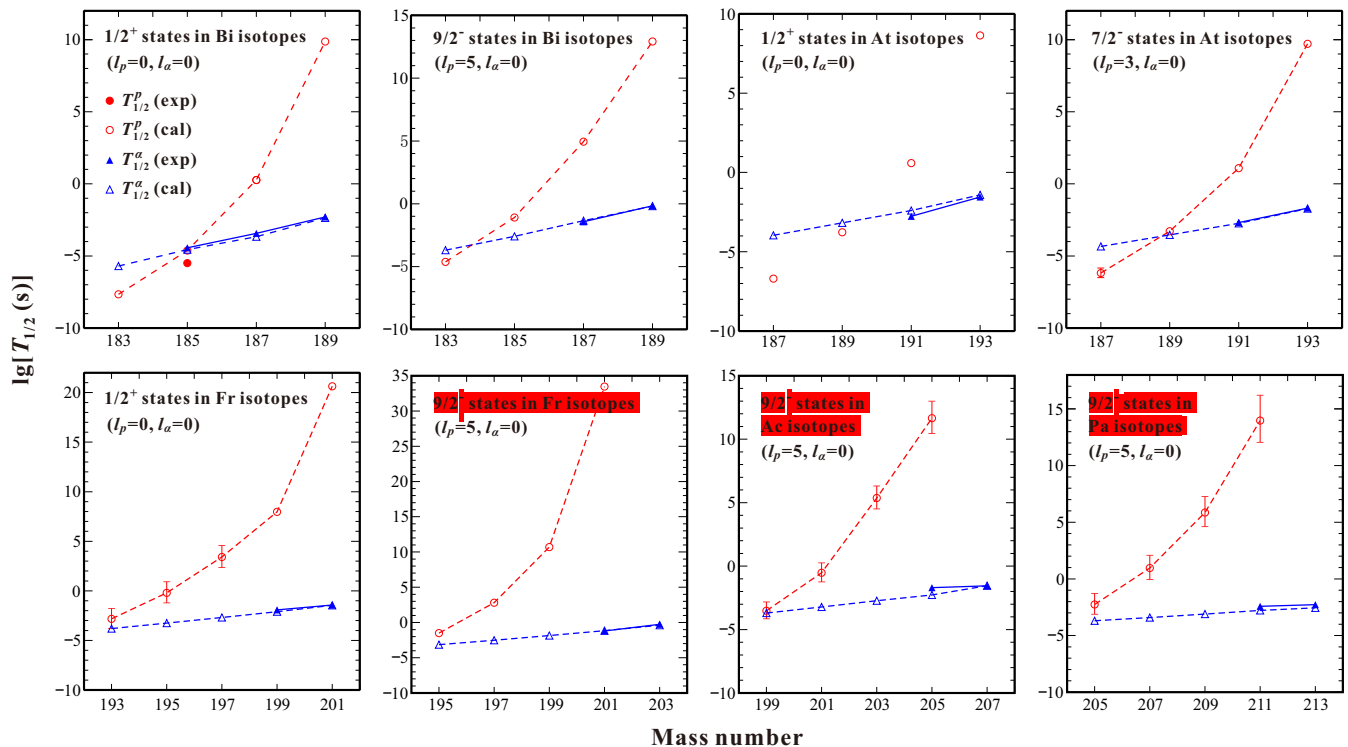 lg[T1/2 (s)]
1/2+ states in Bi isotopes
(lp=0, lα=0)
Tp1/2 (exp)
Tp1/2 (cal)
Tα1/2 (exp)
Tα1/2 (cal)
10
5
0
−5
−10
183 185 187 189
9/2- states in Bi isotopes
(lp=5, lα=0)
15
10
5
0
−5
−10
183 185 187 189
1/2+ states in At isotopes
(lp=0, lα=0)
10
5
0
−5
−10
187 189 191 193
7/2- states in At isotopes
(lp=3, lα=0)
10
5
0
−5
−10
187 189 191 193
1/2+ states in Fr isotopes
(lp=0, lα=0)
20
15
10
5
0
−5
−10
193 195 197 199 201
9/2- states in Fr isotopes
(lp=5, lα=0)
35
30
25
20
15
10
5
0
−5
−10
195 197 199 201 203
9/2- states in
Ac isotopes
(lp=5, lα=0)
15
10
5
0
−5
−10
199 201 203 205 207
9/2- states in
Pa isotopes
(lp=5, lα=0)
15
10
5
0
−5
−10
205 207 209 211 213
Mass number